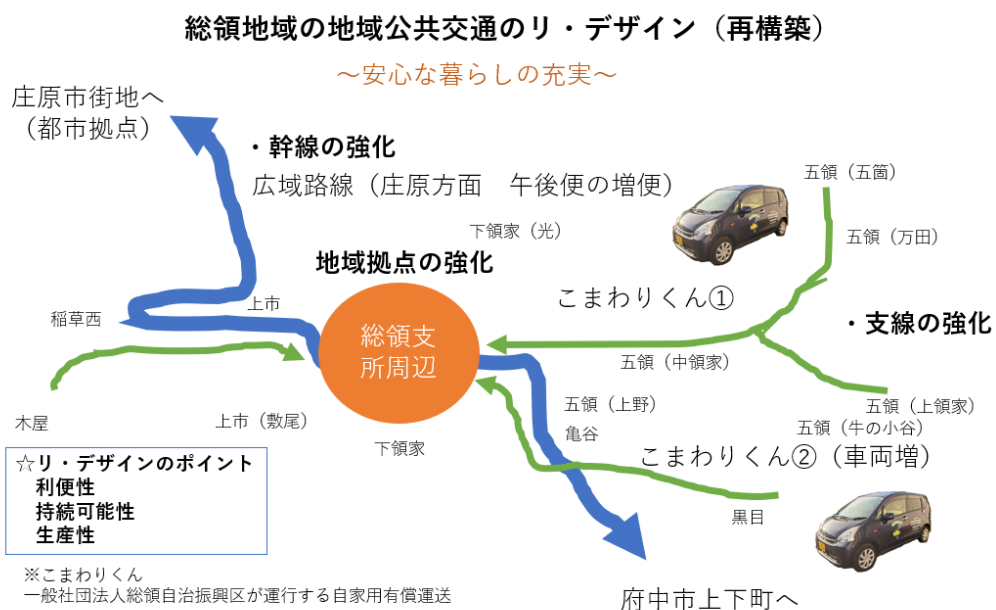 総領地域の地域公共交通のリ・デザイン（再構築）
～安心な暮らしの充実～
庄原市街地へ
（都市拠点）
・幹線の強化
広域路線（庄原方面　午後便の増便）
五領（五箇）
下領家（光）
五領（万田）
地域拠点の強化
こまわりくん①
上市
稲草西
・支線の強化
総領支
所周辺
五領（中領家）
木屋
上市（敷尾）
五領（上野）
五領（上領家）
亀谷
五領（牛の小谷）
下領家
こまわりくん②（車両増）
☆リ・デザインのポイント
利便性
持続可能性
生産性
黒目
※こまわりくん
一般社団法人総領自治振興区が運行する自家用有償運送
府中市上下町へ